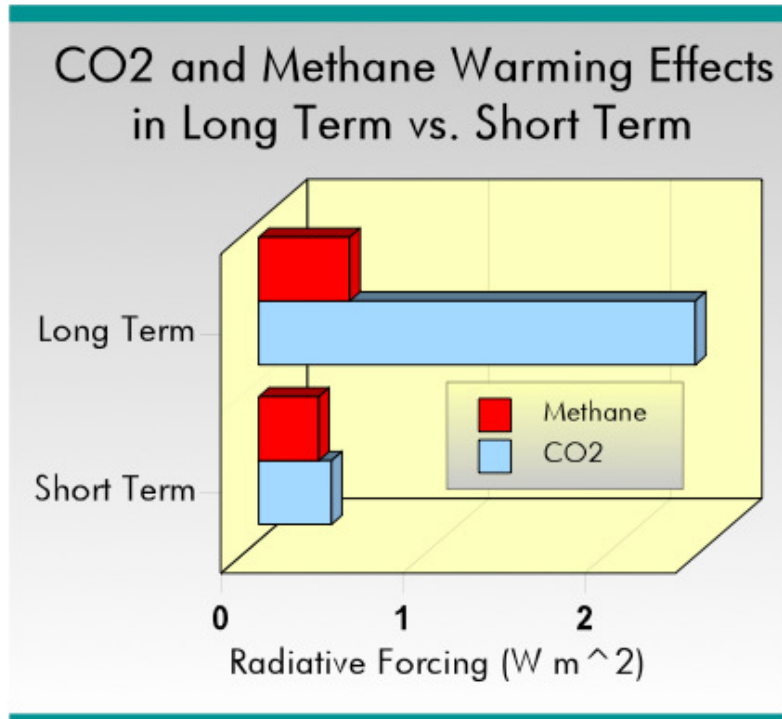 CO2 and Methane Warming Effects
in Long Term vs. Short Term
Long Term
Methane
CO2
Short Term
0 1 2
Radiative Forcing (W m^2)